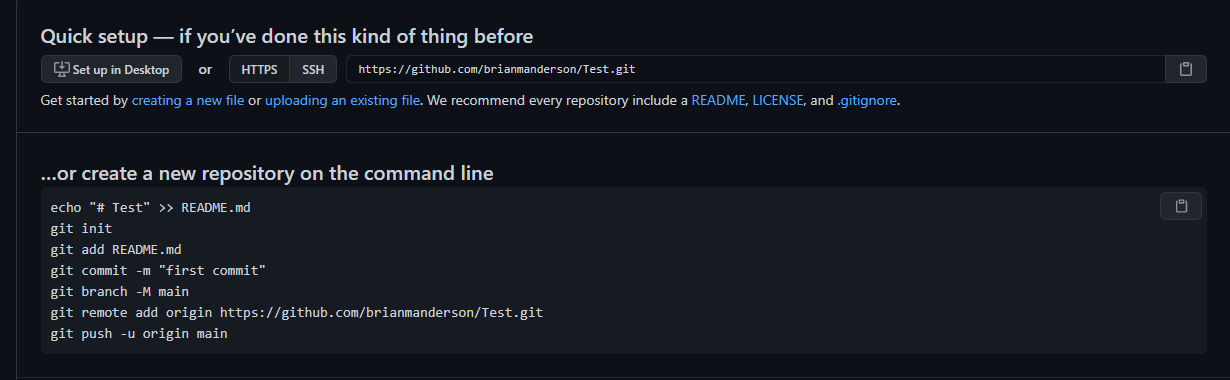 Quick setup — if you’ve done this kind of thing before
Set up in Desktop or HTTPS SSH https://github.com/brianmanderson/Test.git
Get started by creating a new file or uploading an existing file. We recommend every repository include a README, LICENSE, and .gitignore.
…or create a new repository on the command line
echo "# Test" >> README.md
git init
git add README.md
git commit -m "first commit"
git branch -M main
git remote add origin https://github.com/brianmanderson/Test.git
git push -u origin main